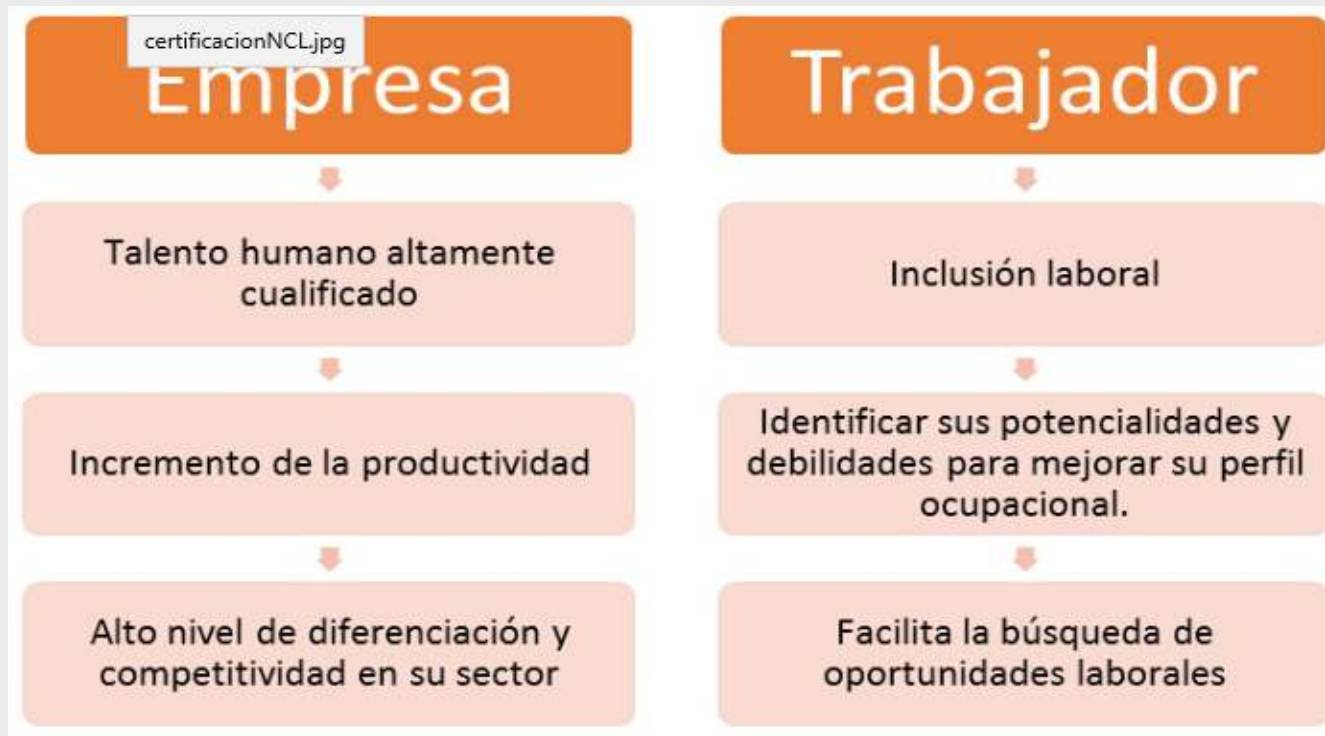 certificacionNCL.jpg
Empresa
Talento humano altamente
cualificado
Incremento de la productividad
Alto nivel de diferenciación y
competitividad en su sector
Trabajador
Inclusión laboral
Identificar sus potencialidades y
debilidades para mejorar su perfil
ocupacional.
Facilita la búsqueda de
oportunidades laborales